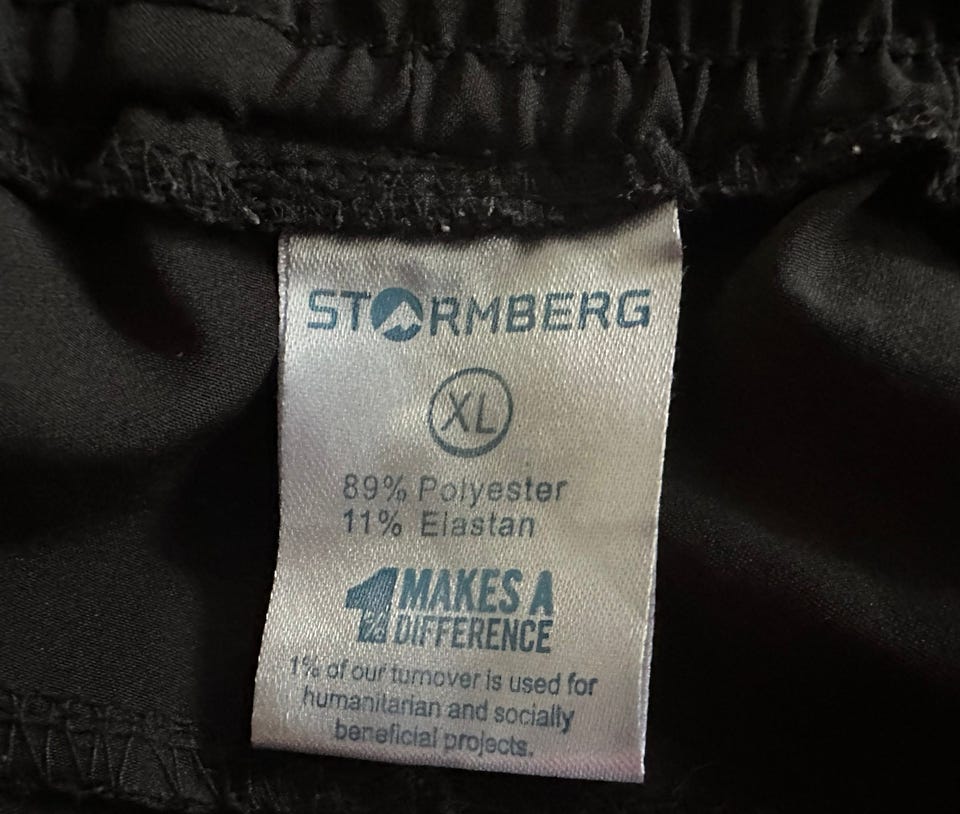 STORMBERG
XL
89% Polyester
11% Elastan
1% MAKES A
DIFFERENCE
1% of our turnover is used for
humanitarian and socially
beneficial projects.